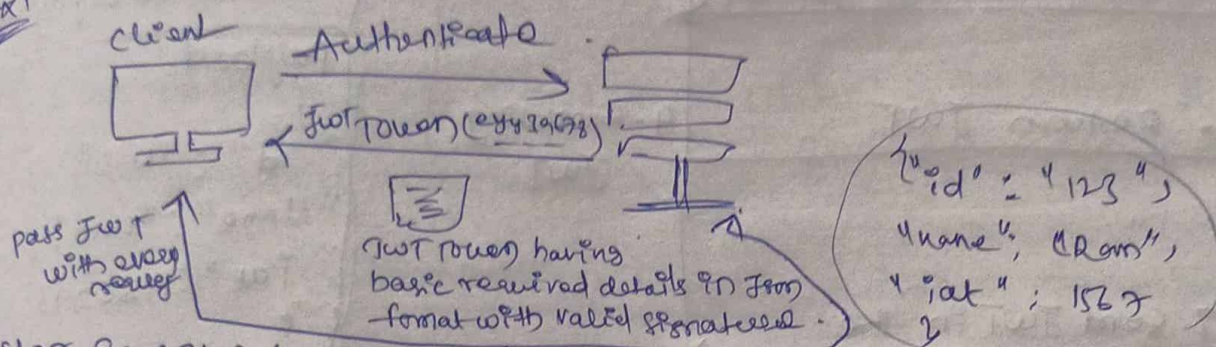 Client
Authenticate
JWT Token (eyy39678)
pass JWT
with every
request
JWT Token having
basic required details in Json
format with valid signatured.
{"id" : "123",
"name": "Ram",
"iat" : 1567
}